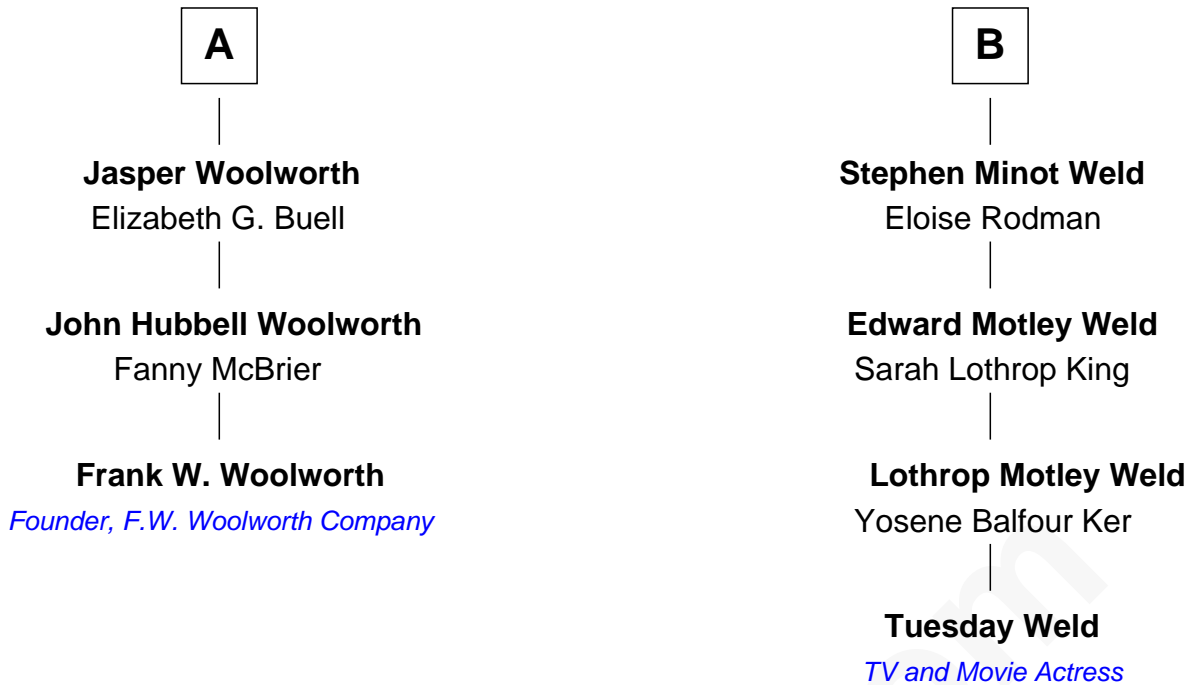 A
Jasper Woolworth
Elizabeth G. Buell
John Hubbell Woolworth
Fanny McBrier
Frank W. Woolworth
Founder, F.W. Woolworth Company
B
Stephen Minot Weld
Eloise Rodman
Edward Motley Weld
Sarah Lothrop King
Lothrop Motley Weld
Yosene Balfour Ker
Tuesday Weld
TV and Movie Actress